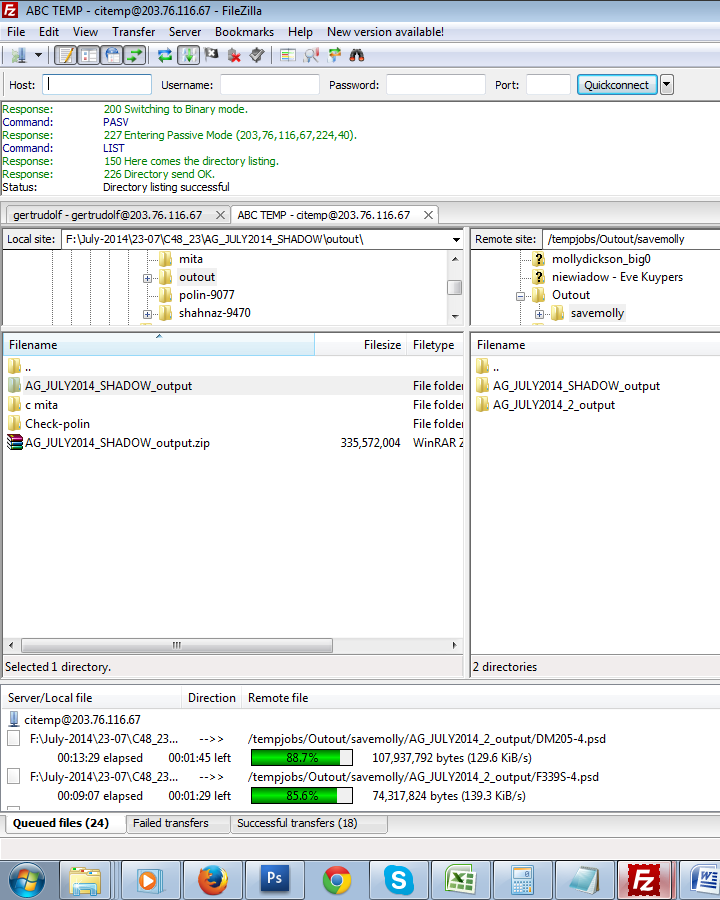 ABC TEMP - citemp@203.76.116.67 - FileZilla
File Edit View Transfer Server Bookmarks Help New version available!
Host: Username: Password: Port: Quickconnect
Response: 200 Switching to Binary mode.
Command: PASV
Response: 227 Entering Passive Mode (203,76,116,67,224,40).
Command: LIST
Response: 150 Here comes the directory listing.
Response: 226 Directory send OK.
Status: Directory listing successful
gertrudolf - gertrudolf@203.76.116.67 ABC TEMP - citemp@203.76.116.67
Local site: F:\July-2014\23-07\C48_23\AG_JULY2014_SHADOW\outout\
mita
outout
polin-9077
shahnaz-9470
Remote site: /tempjobs/Outout/savemolly
mollydickson_big0
niewiadow - Eve Kuypers
Outout
savemolly
Filename Filesize Filetype
..
AG_JULY2014_SHADOW_output File folder
c mita File folder
Check-polin File folder
AG_JULY2014_SHADOW_output.zip 335,572,004 WinRAR Z
Selected 1 directory.
Filename
..
AG_JULY2014_SHADOW_output
AG_JULY2014_2_output
2 directories
Server/Local file Direction Remote file
citemp@203.76.116.67
F:\July-2014\23-07\C48_23... -->> /tempjobs/Outout/savemolly/AG_JULY2014_2_output/DM205-4.psd
00:13:29 elapsed 00:01:45 left 88.7% 107,937,792 bytes (129.6 KiB/s)
F:\July-2014\23-07\C48_23... -->> /tempjobs/Outout/savemolly/AG_JULY2014_2_output/F339S-4.psd
00:09:07 elapsed 00:01:29 left 85.6% 74,317,824 bytes (139.3 KiB/s)
Queued files (24) Failed transfers Successful transfers (18)
Ps
Fz